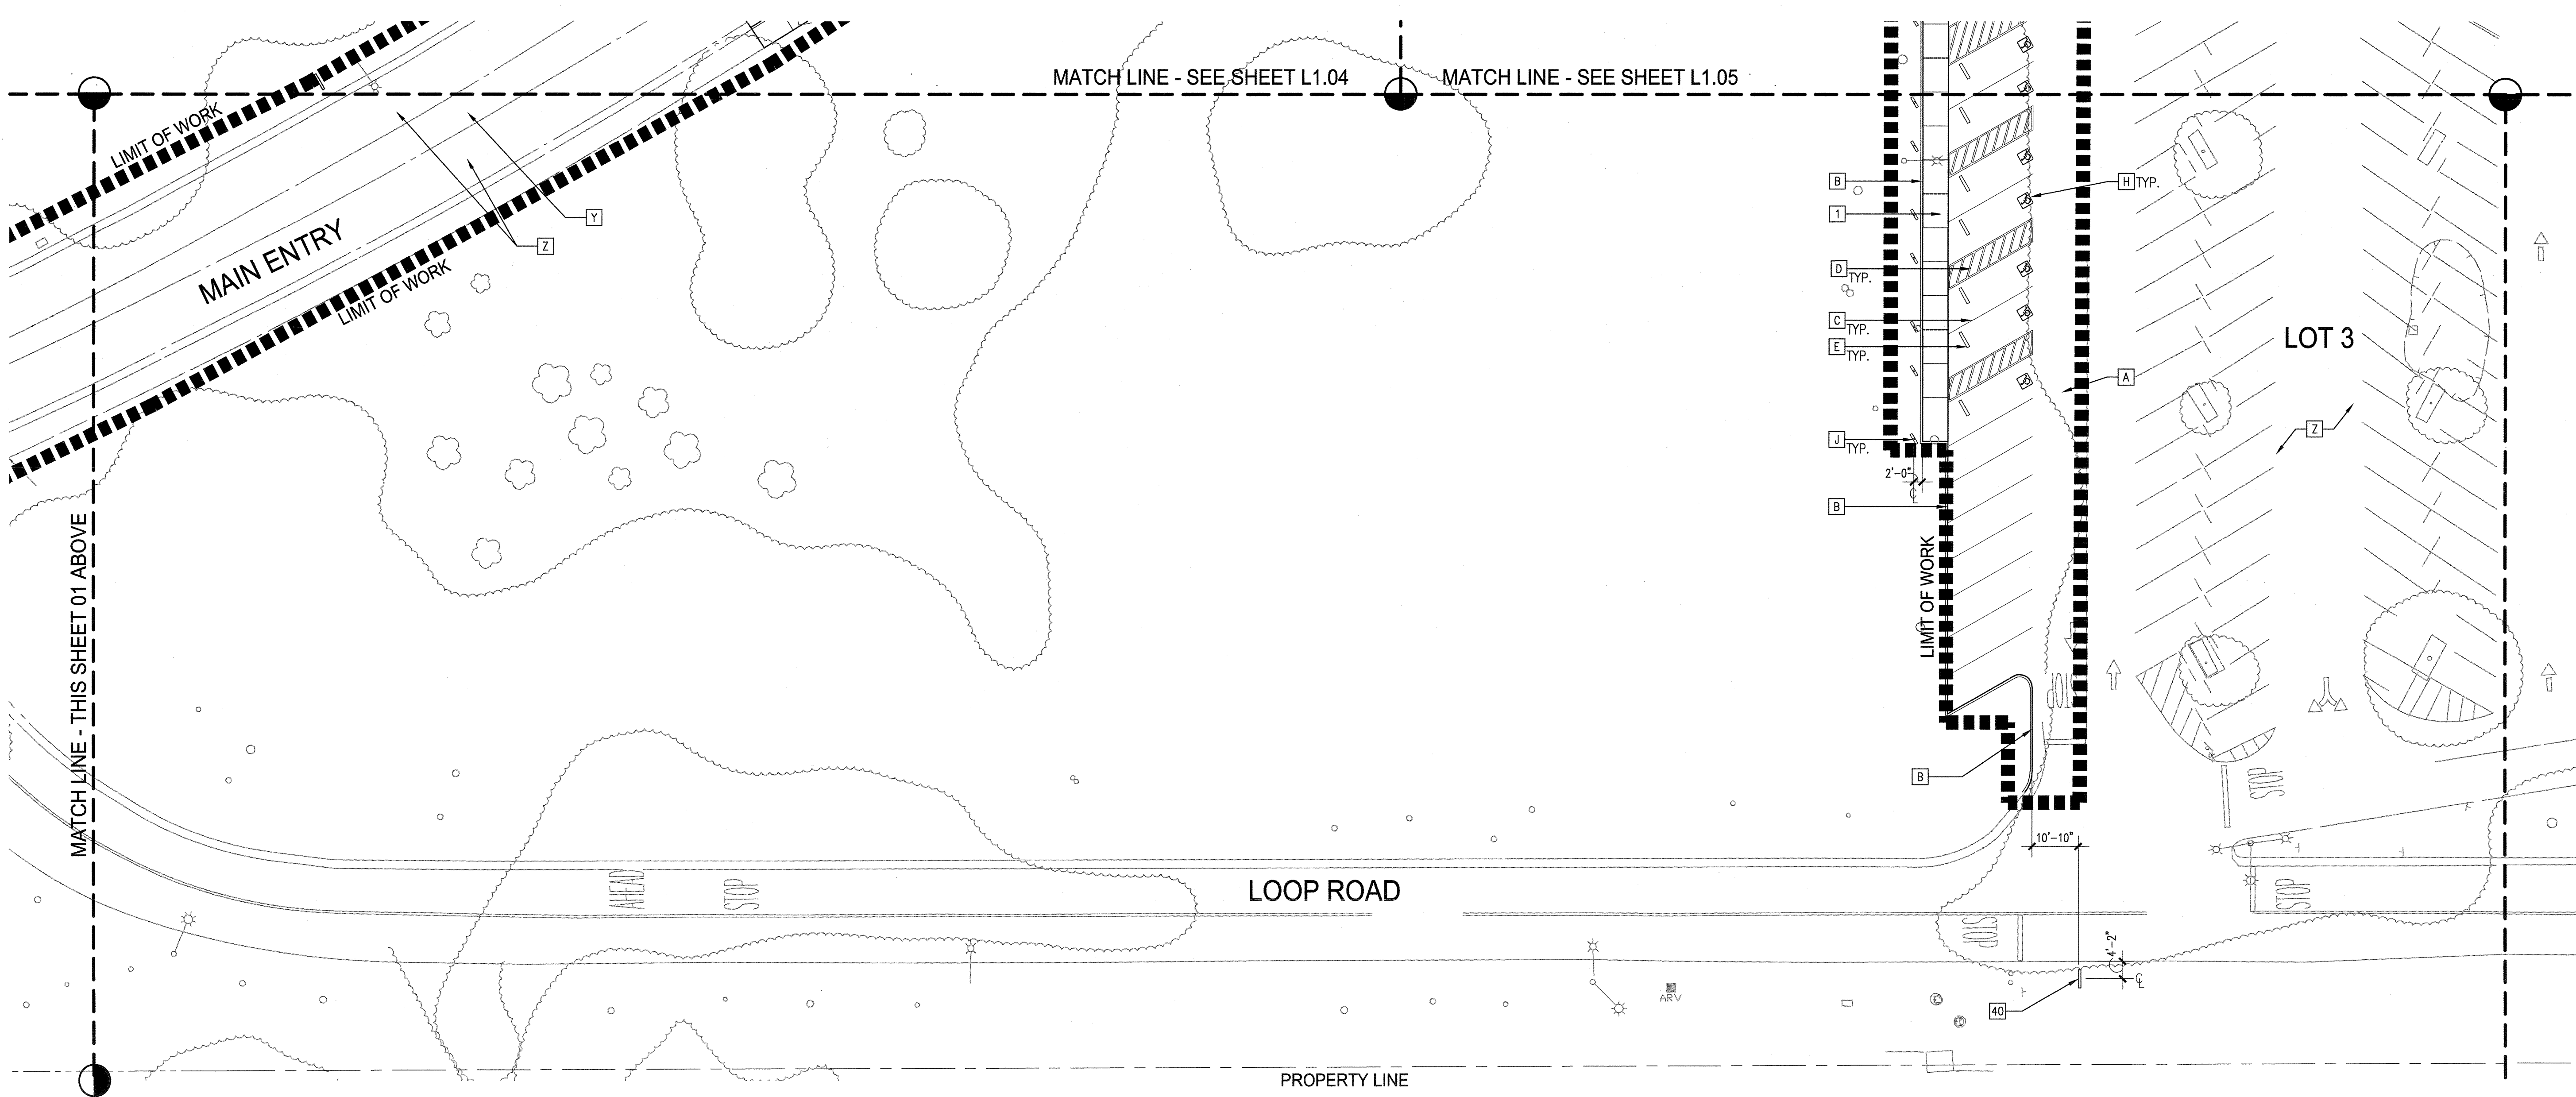 MATCH LINE - SEE SHEET L1.04
MATCH LINE - SEE SHEET L1.05
LIMIT OF WORK
MAIN ENTRY
LIMIT OF WORK
Y
Z
B
1
D
TYP.
C
TYP.
E
TYP.
J
TYP.
2'-0"
B
H TYP.
LOT 3
A
Z
LIMIT OF WORK
MATCH LINE - THIS SHEET 01 ABOVE
STOP
B
STOP
10'-10"
AHEAD
STOP
LOOP ROAD
STOP
STOP
4'-2"
ARV
40
PROPERTY LINE